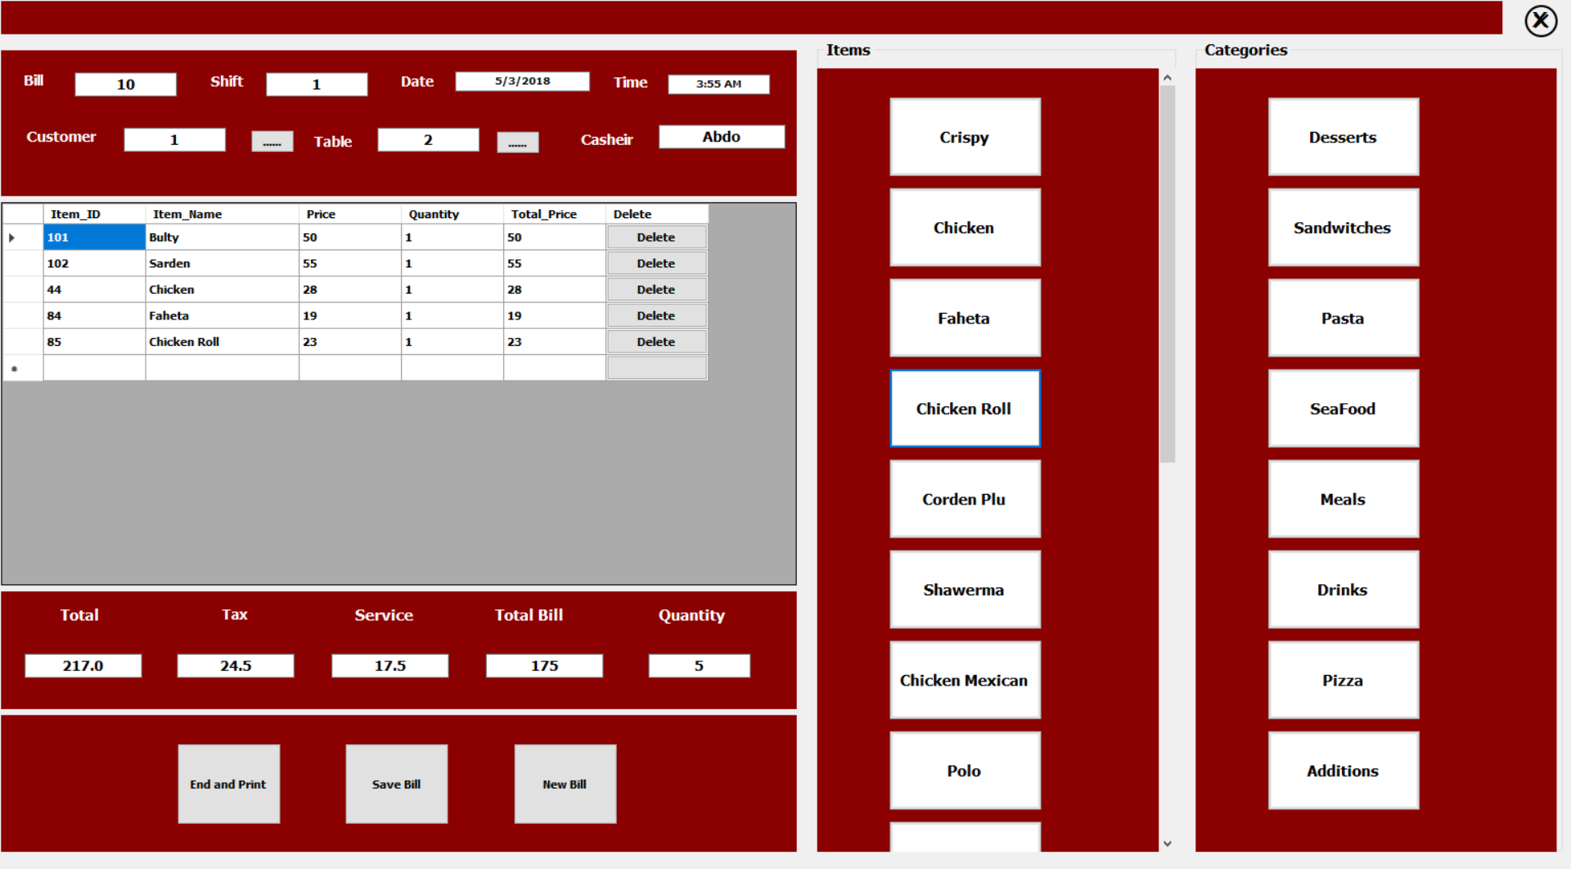 X
Bill 10 Shift 1 Date 5/3/2018 Time 3:55 AM
Customer 1 ...... Table 2 ...... Casheir Abdo
Item_ID Item_Name Price Quantity Total_Price Delete
101 Bulty 50 1 50 Delete
102 Sarden 55 1 55 Delete
44 Chicken 28 1 28 Delete
84 Faheta 19 1 19 Delete
85 Chicken Roll 23 1 23 Delete
Total Tax Service Total Bill Quantity
217.0 24.5 17.5 175 5
End and Print Save Bill New Bill
Items
Crispy
Chicken
Faheta
Chicken Roll
Corden Plu
Shawerma
Chicken Mexican
Polo
Categories
Desserts
Sandwitches
Pasta
SeaFood
Meals
Drinks
Pizza
Additions